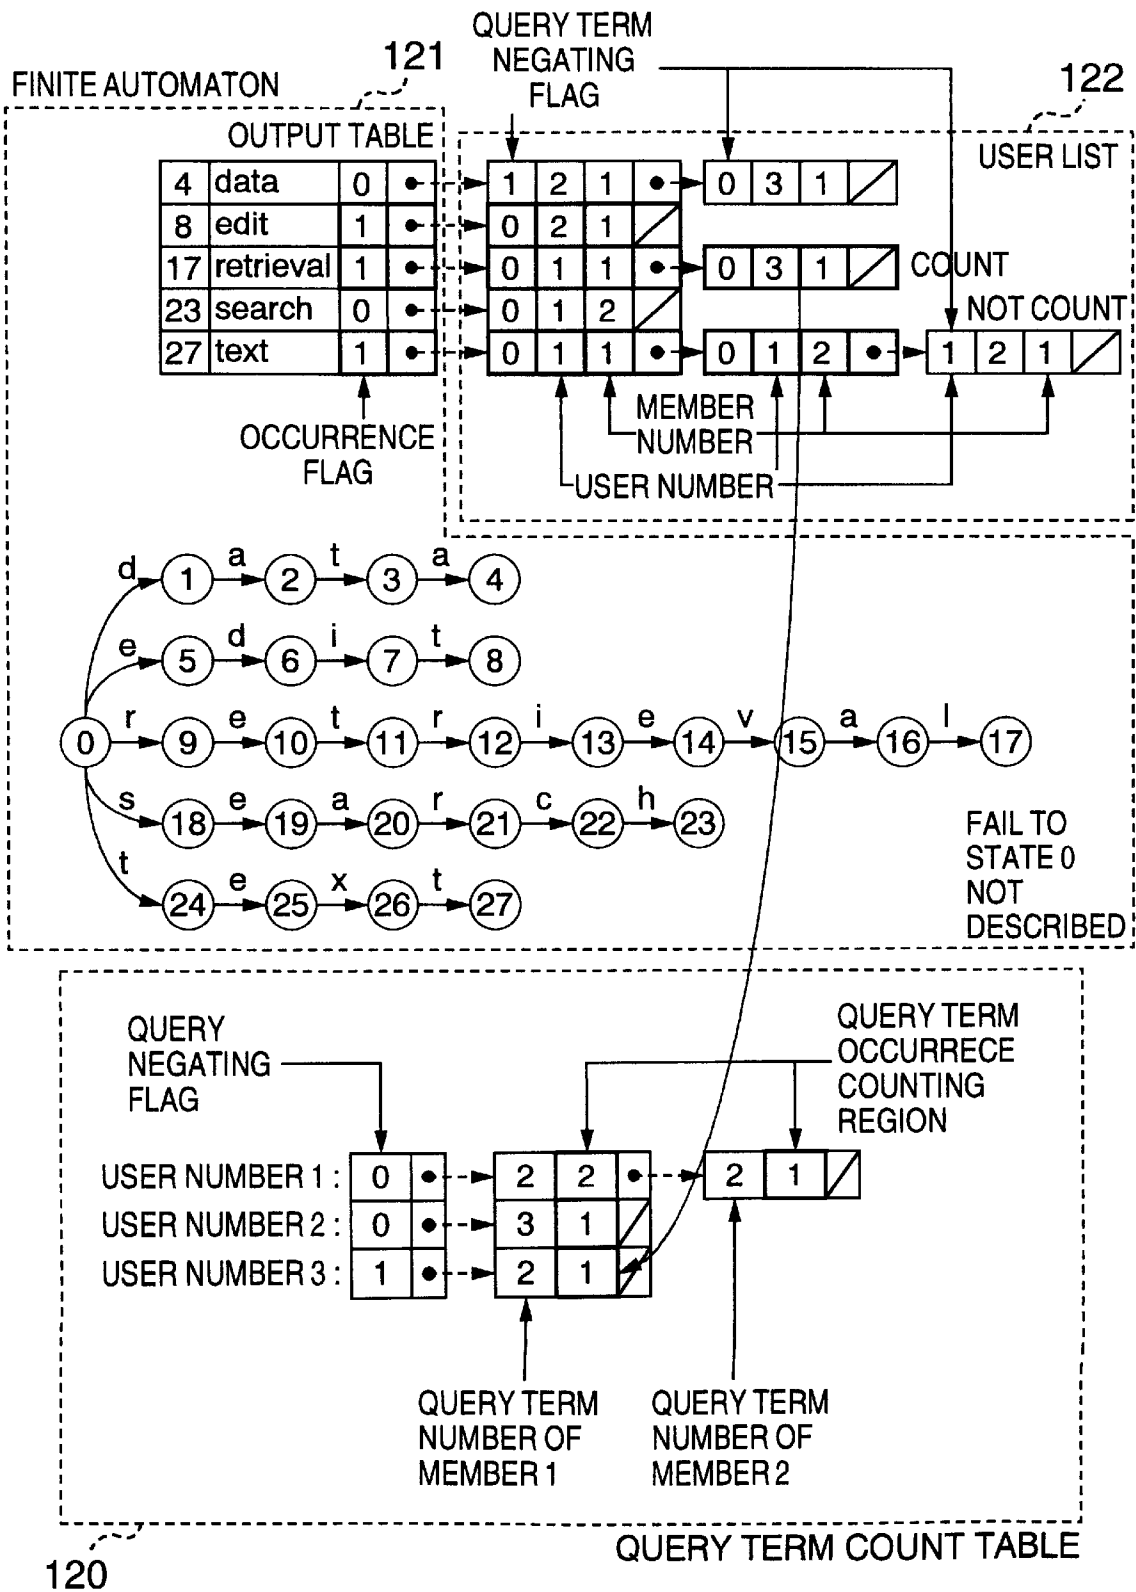 QUERY TERM
NEGATING
FLAG
121
122
FINITE AUTOMATON
OUTPUT TABLE
USER LIST
4 data 0 1 2 1 0 3 1
8 edit 1 0 2 1
17 retrieval 1 0 1 1 0 3 1 COUNT
23 search 0 0 1 2 NOT COUNT
27 text 1 0 1 1 0 1 2 1 2 1
OCCURRENCE
FLAG
MEMBER
NUMBER
USER NUMBER
d a t a
1 2 3 4
e d i t
5 6 7 8
r e t r i e v a l
0 9 10 11 12 13 14 15 16 17
s e a r c h
18 19 20 21 22 23
t e x t
24 25 26 27
FAIL TO
STATE 0
NOT
DESCRIBED
QUERY
NEGATING
FLAG
QUERY TERM
OCCURRECE
COUNTING
REGION
USER NUMBER 1 : 0 2 2 2 1
USER NUMBER 2 : 0 3 1
USER NUMBER 3 : 1 2 1
QUERY TERM
NUMBER OF
MEMBER 1
QUERY TERM
NUMBER OF
MEMBER 2
120
QUERY TERM COUNT TABLE